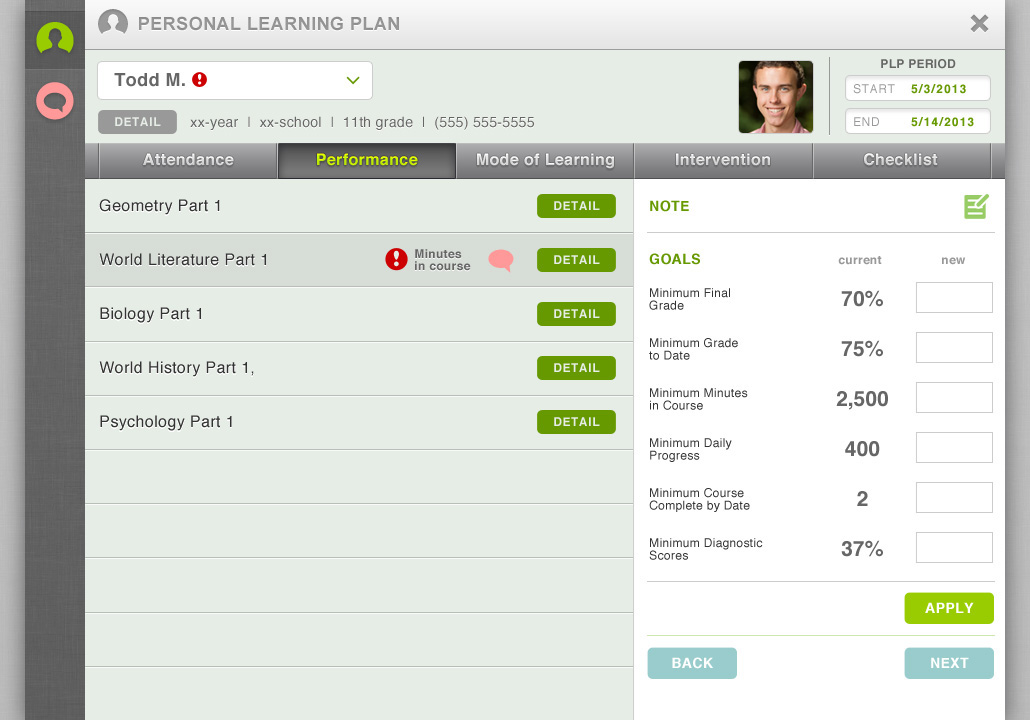 PERSONAL LEARNING PLAN
Todd M.
DETAIL xx-year | xx-school | 11th grade | (555) 555-5555
PLP PERIOD
START 5/3/2013
END 5/14/2013
Attendance Performance Mode of Learning Intervention Checklist
Geometry Part 1 DETAIL
World Literature Part 1 Minutes
in course DETAIL
Biology Part 1 DETAIL
World History Part 1, DETAIL
Psychology Part 1 DETAIL
NOTE
GOALS current new
Minimum Final
Grade 70%
Minimum Grade
to Date 75%
Minimum Minutes
in Course 2,500
Minimum Daily
Progress 400
Minimum Course
Complete by Date 2
Minimum Diagnostic
Scores 37%
APPLY
BACK NEXT